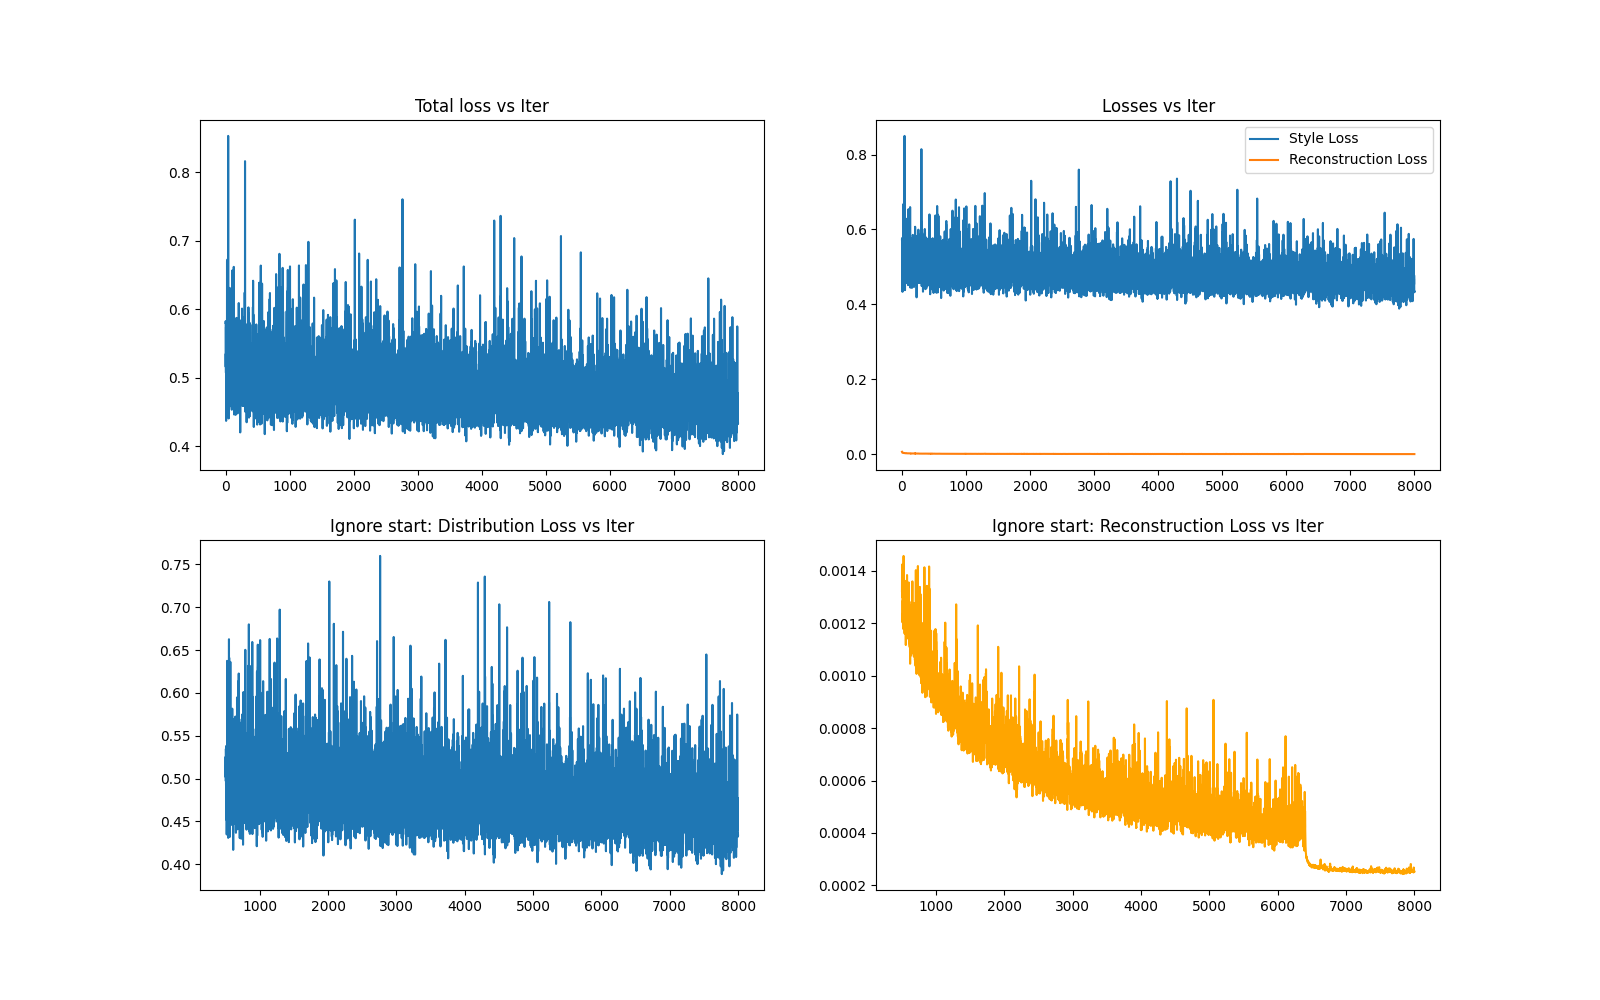 Total loss vs Iter
0.8
0.7
0.6
0.5
0.4
0 1000 2000 3000 4000 5000 6000 7000 8000
Losses vs Iter
Style Loss
Reconstruction Loss
0.8
0.6
0.4
0.2
0.0
0 1000 2000 3000 4000 5000 6000 7000 8000
Ignore start: Distribution Loss vs Iter
0.75
0.70
0.65
0.60
0.55
0.50
0.45
0.40
1000 2000 3000 4000 5000 6000 7000 8000
Ignore start: Reconstruction Loss vs Iter
0.0014
0.0012
0.0010
0.0008
0.0006
0.0004
0.0002
1000 2000 3000 4000 5000 6000 7000 8000